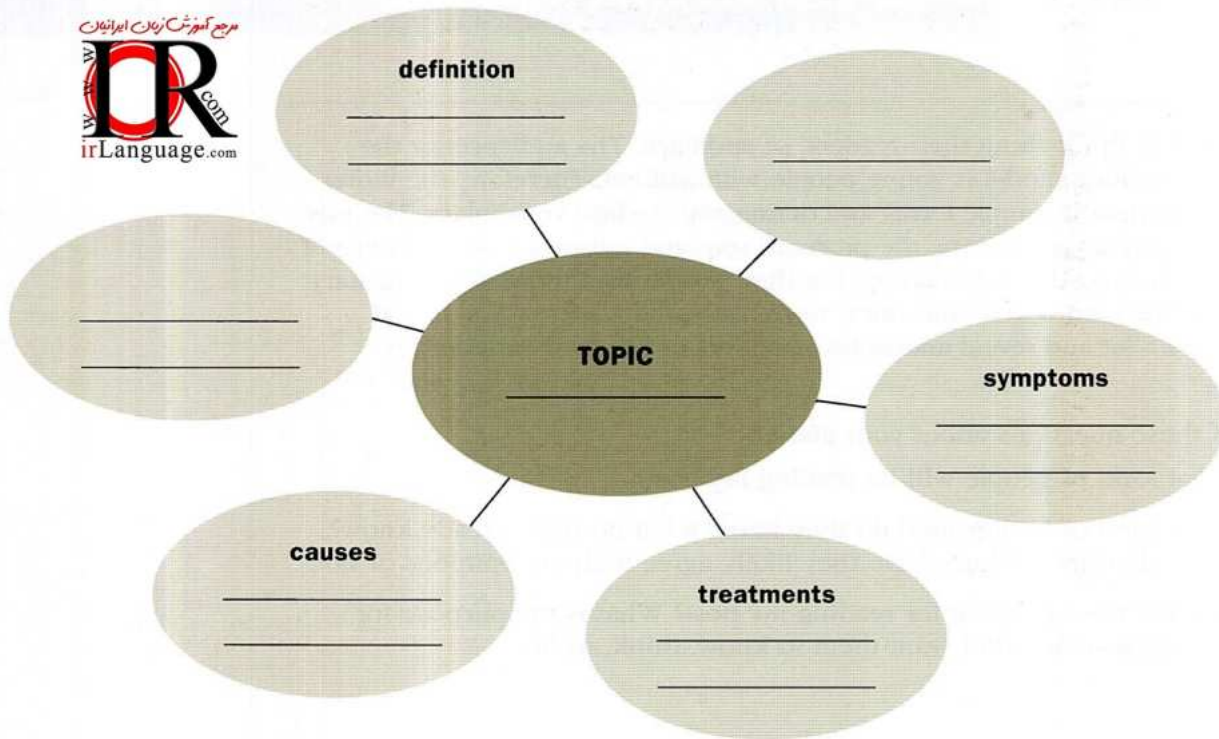 مرجع آموزش زبان ایرانیان
www.
IR
.com
irLanguage.com
definition
TOPIC
symptoms
causes
treatments